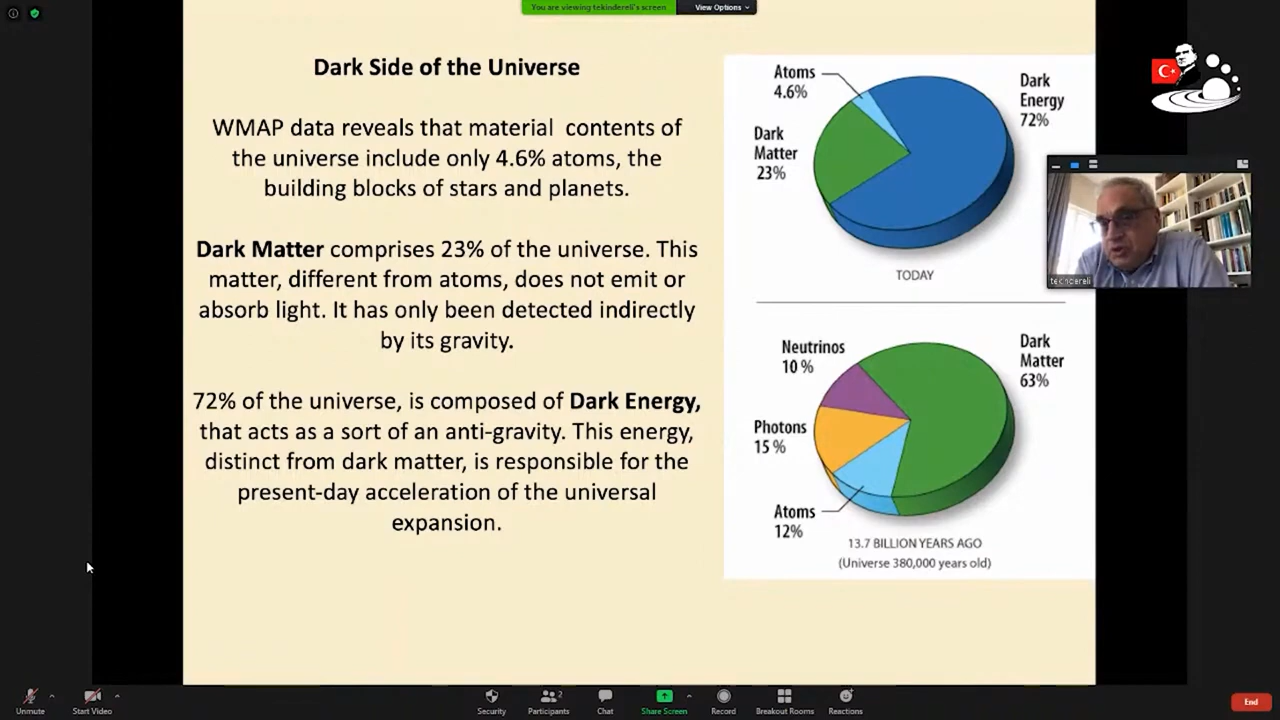 You are viewing tekindereli's screen
View Options
Dark Side of the Universe
WMAP data reveals that material contents of
the universe include only 4.6% atoms, the
building blocks of stars and planets.
Dark Matter comprises 23% of the universe. This
matter, different from atoms, does not emit or
absorb light. It has only been detected indirectly
by its gravity.
72% of the universe, is composed of Dark Energy,
that acts as a sort of an anti-gravity. This energy,
distinct from dark matter, is responsible for the
present-day acceleration of the universal
expansion.
Atoms
4.6%
Dark
Energy
72%
Dark
Matter
23%
TODAY
Neutrinos
10 %
Dark
Matter
63%
Photons
15 %
Atoms
12%
13.7 BILLION YEARS AGO
(Universe 380,000 years old)
Unmute
Start Video
Security
Participants
2
Chat
Share Screen
Record
Breakout Rooms
Reactions
End